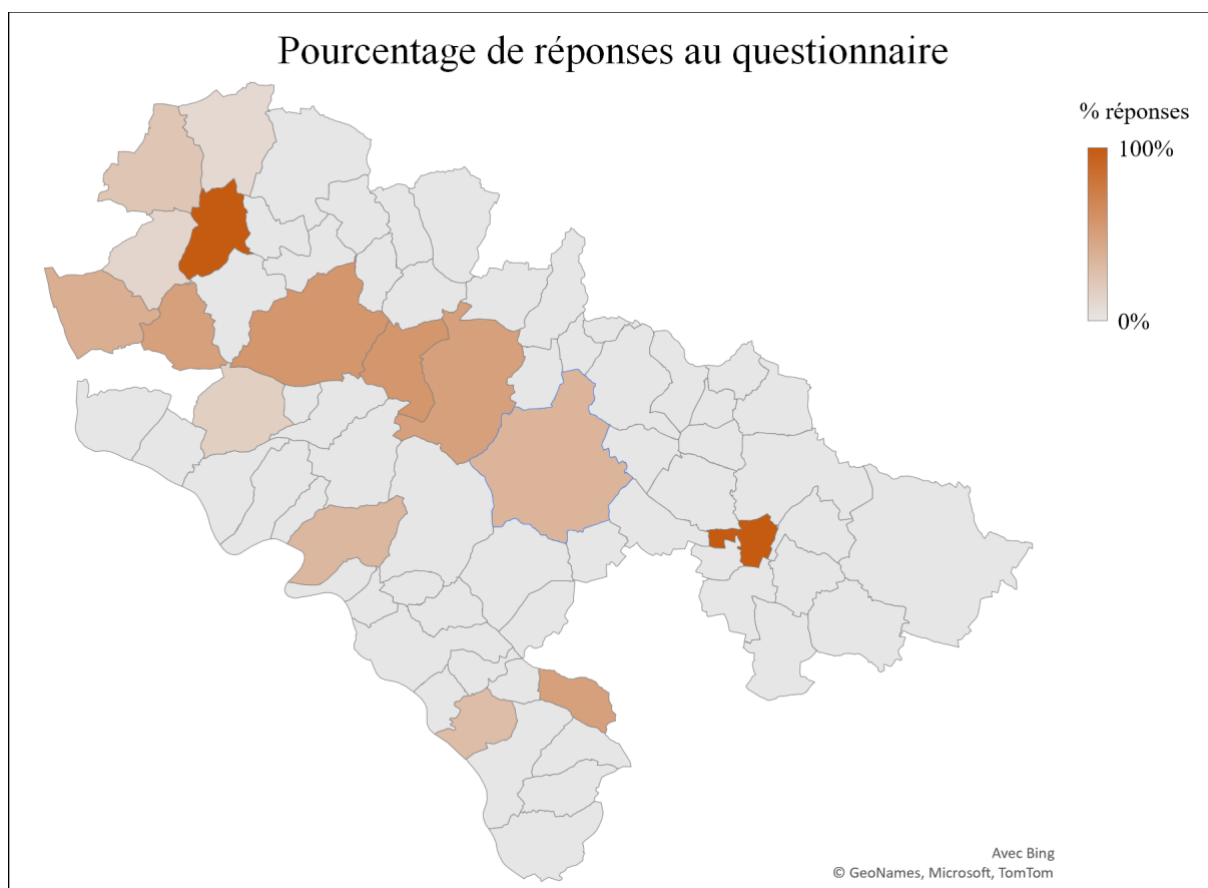 Pourcentage de réponses au questionnaire
% réponses
100%
0%
Avec Bing
© GeoNames, Microsoft, TomTom